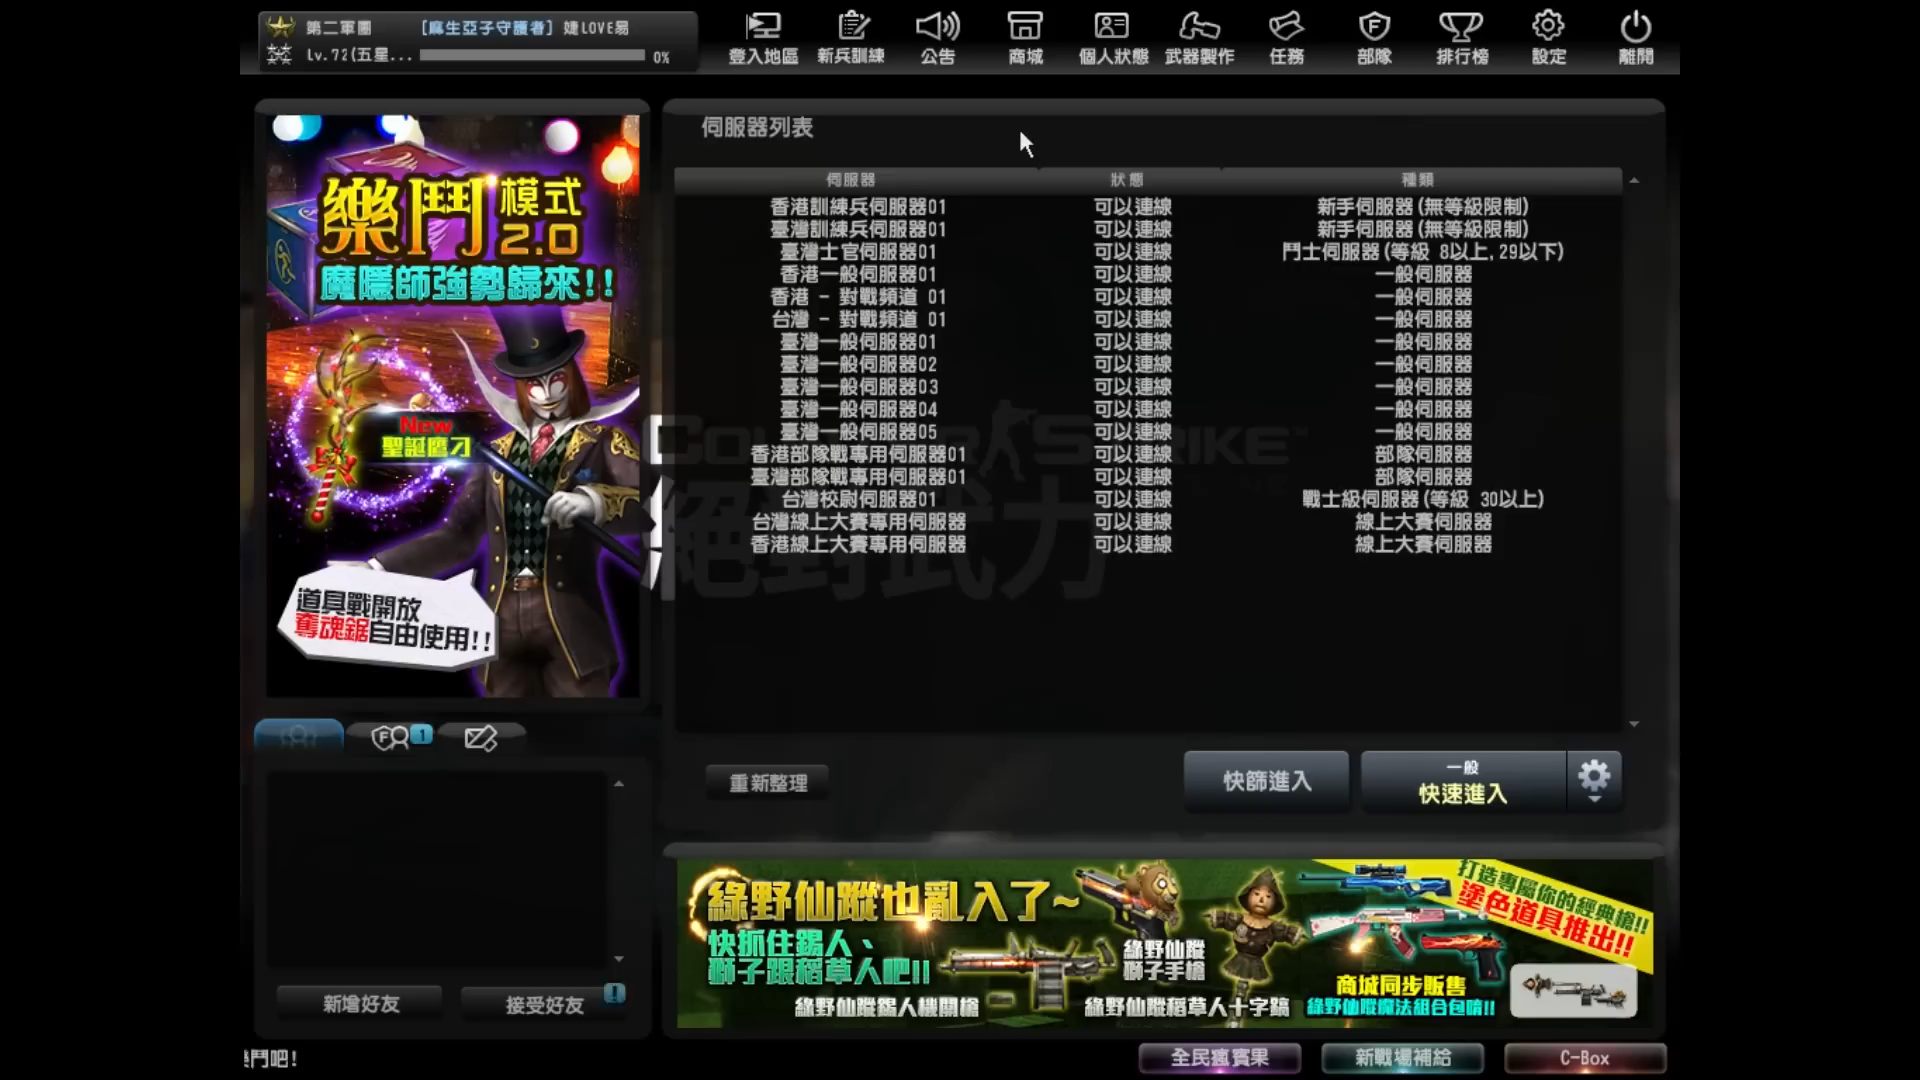 第二軍團 [麻生亞子守護者] 婕LOVE易
Lv.72(五星... 0%
登入地區 新兵訓練 公告 商城 個人狀態 武器製作 任務 部隊 排行榜 設定 離開
樂鬥模式2.0
魔隱師強勢歸來!!
New
聖誕鷹刀
道具戰開放
奪魂鋸自由使用!!
伺服器列表
伺服器 狀態 種類
香港訓練兵伺服器01 可以連線 新手伺服器(無等級限制)
臺灣訓練兵伺服器01 可以連線 新手伺服器(無等級限制)
臺灣士官伺服器01 可以連線 鬥士伺服器(等級 8以上,29以下)
香港一般伺服器01 可以連線 一般伺服器
香港 - 對戰頻道 01 可以連線 一般伺服器
台灣 - 對戰頻道 01 可以連線 一般伺服器
臺灣一般伺服器01 可以連線 一般伺服器
臺灣一般伺服器02 可以連線 一般伺服器
臺灣一般伺服器03 可以連線 一般伺服器
臺灣一般伺服器04 可以連線 一般伺服器
臺灣一般伺服器05 可以連線 一般伺服器
香港部隊戰專用伺服器01 可以連線 部隊伺服器
臺灣部隊戰專用伺服器01 可以連線 部隊伺服器
台灣校尉伺服器01 可以連線 戰士級伺服器(等級 30以上)
台灣線上大賽專用伺服器 可以連線 線上大賽伺服器
香港線上大賽專用伺服器 可以連線 線上大賽伺服器
絕對武力
1
重新整理
快篩進入
一般
快速進入
新增好友 接受好友
綠野仙蹤也亂入了~
快抓住錫人、
獅子跟稻草人吧!!
綠野仙蹤錫人機關槍
綠野仙蹤
獅子手槍
綠野仙蹤稻草人十字鎬
打造專屬你的經典槍!!
塗色道具推出!!
商城同步販售
綠野仙蹤魔法組合包唷!!
鬥吧!
全民瘋賓果 新戰場補給 C-Box